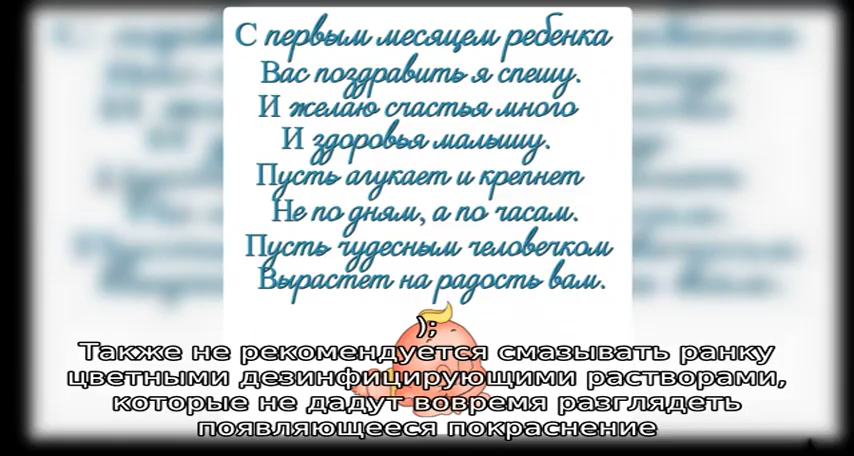 С первым месяцем ребенка
Вас поздравить я спешу.
И желаю счастья много
И здоровья малышу.
Пусть агукает и крепнет
Не по дням, а по часам.
Пусть чудесным человечком
Вырастет на радость вам.
);
Также не рекомендуется смазывать ранку
цветными дезинфицирующими растворами,
которые не дадут вовремя разглядеть
появляющееся покраснение